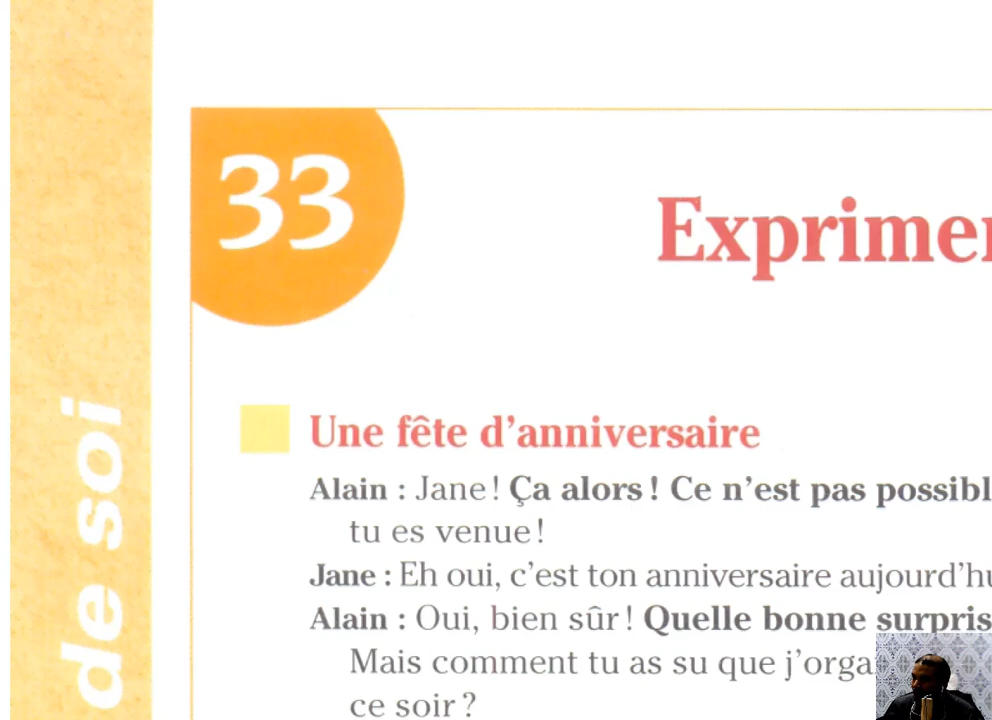 33
Exprimer
Une fête d'anniversaire
Alain : Jane ! Ça alors ! Ce n'est pas possibl
tu es venue !
Jane : Eh oui, c'est ton anniversaire aujourd'hu
Alain : Oui, bien sûr ! Quelle bonne surpris
Mais comment tu as su que j'orga
ce soir ?
de soi